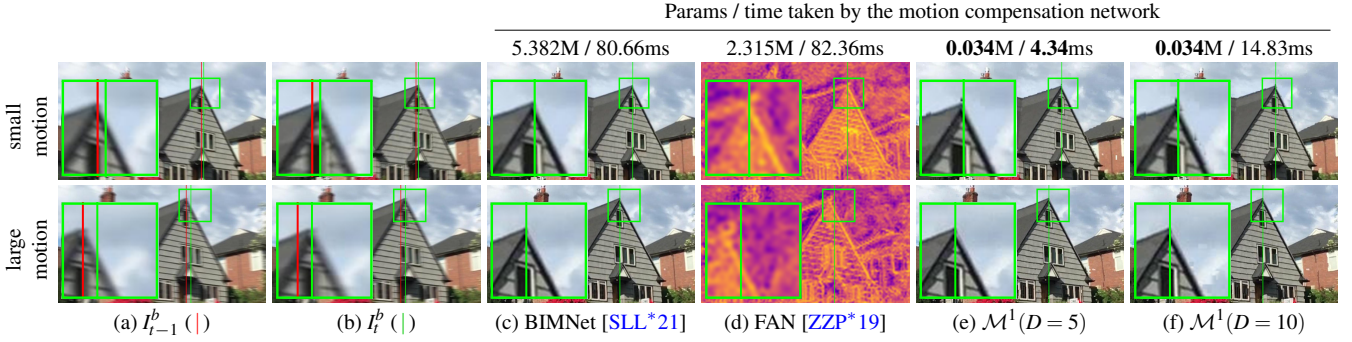 Params / time taken by the motion compensation network
5.382M / 80.66ms 2.315M / 82.36ms 0.034M / 4.34ms 0.034M / 14.83ms
small
motion
large
motion
(a) I^b_{t−1} (|) (b) I^b_t (|) (c) BIMNet [SLL*21] (d) FAN [ZZP*19] (e) ℳ¹(D = 5) (f) ℳ¹(D = 10)